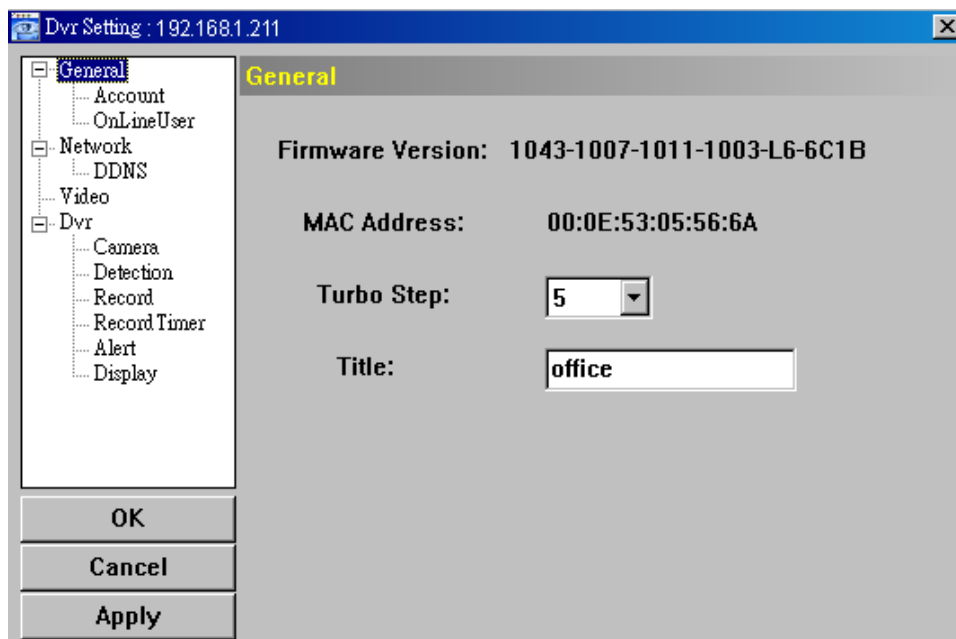 Dvr Setting : 192.168.1.211
General
Account
OnLineUser
Network
DDNS
Video
Dvr
Camera
Detection
Record
Record Timer
Alert
Display
OK
Cancel
Apply
General
Firmware Version: 1043-1007-1011-1003-L6-6C1B
MAC Address: 00:0E:53:05:56:6A
Turbo Step: 5
Title: office